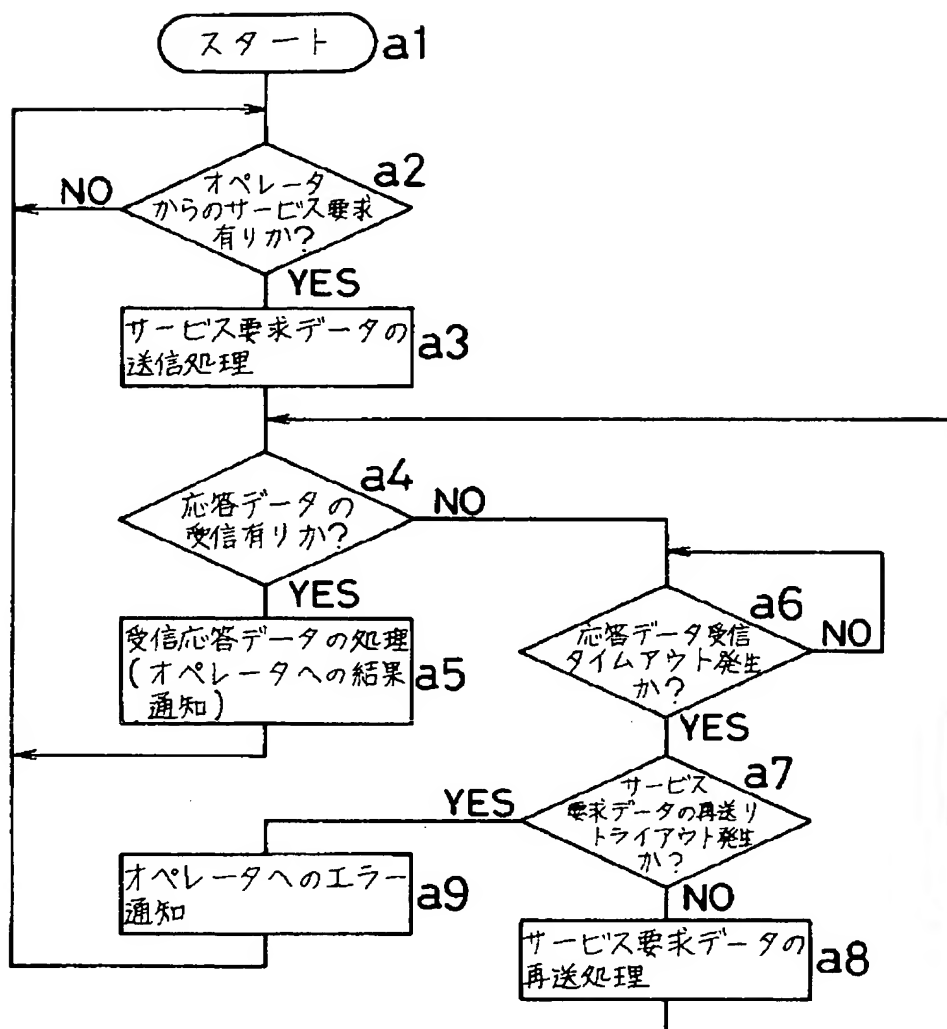 スタート
a1
a2
オペレータ
からのサービス要求
有りか?
NO
YES
サービス要求データの
送信処理
a3
a4
応答データの
受信有りか?
NO
YES
受信応答データの処理
(オペレータへの結果
通知)
a5
a6
応答データ受信
タイムアウト発生
か?
NO
YES
a7
サービス
要求データの再送リ
トライアウト発生
か?
YES
NO
オペレータへのエラー
通知
a9
サービス要求データの
再送処理
a8